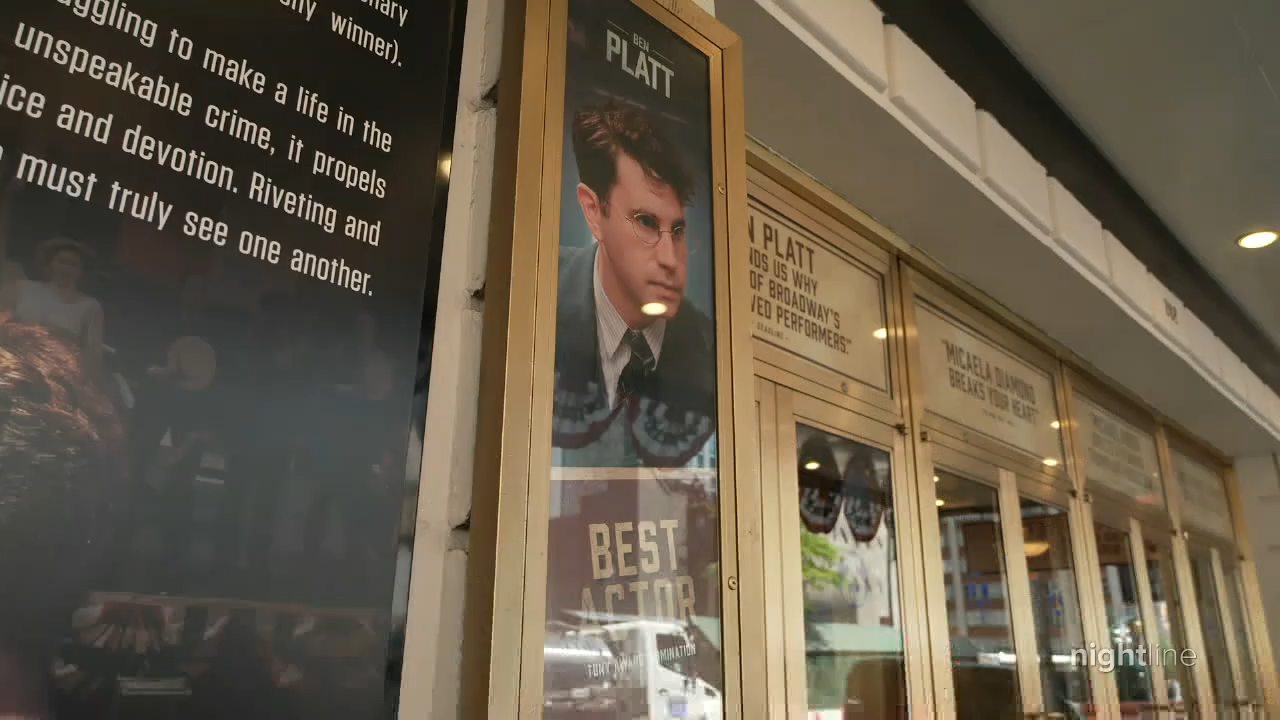 winner).
uggling to make a life in the
unspeakable crime, it propels
ice and devotion. Riveting and
must truly see one another.
BEN
PLATT
BEST
ACTOR
TONY AWARD NOMINATION
N PLATT
NDS US WHY
OF BROADWAY'S
VED PERFORMERS."
- DEADLINE -
"MICAELA DIAMOND
BREAKS YOUR HEART"
nightline